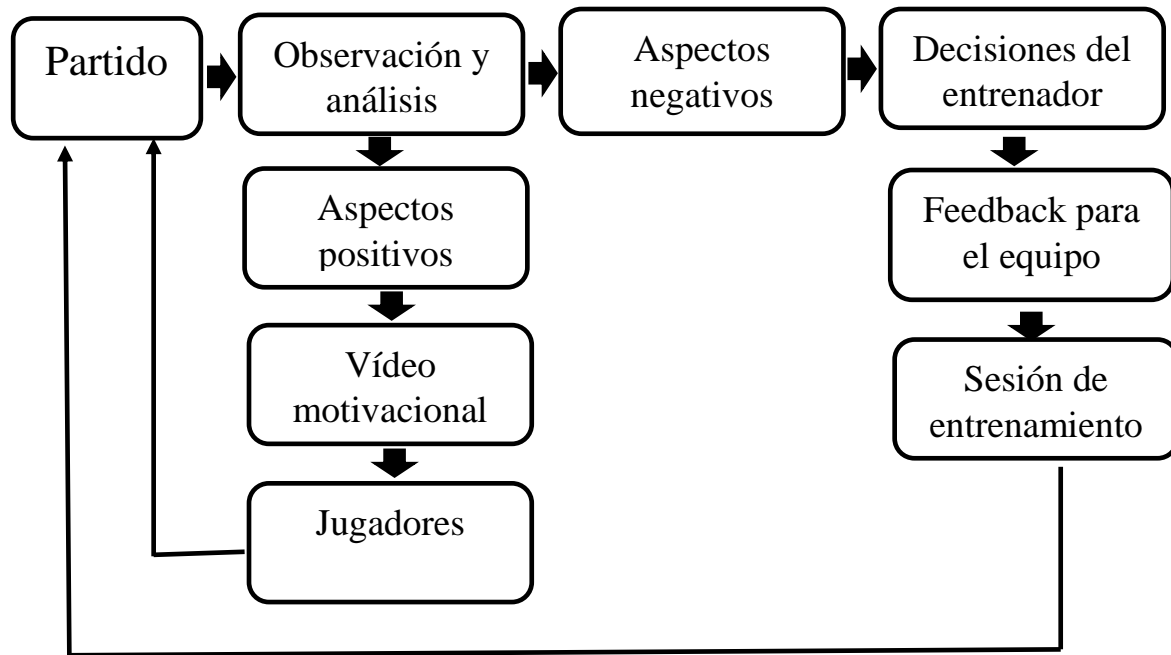 Partido
Observación y
análisis
Aspectos
negativos
Decisiones del
entrenador
Aspectos
positivos
Feedback para
el equipo
Vídeo
motivacional
Sesión de
entrenamiento
Jugadores